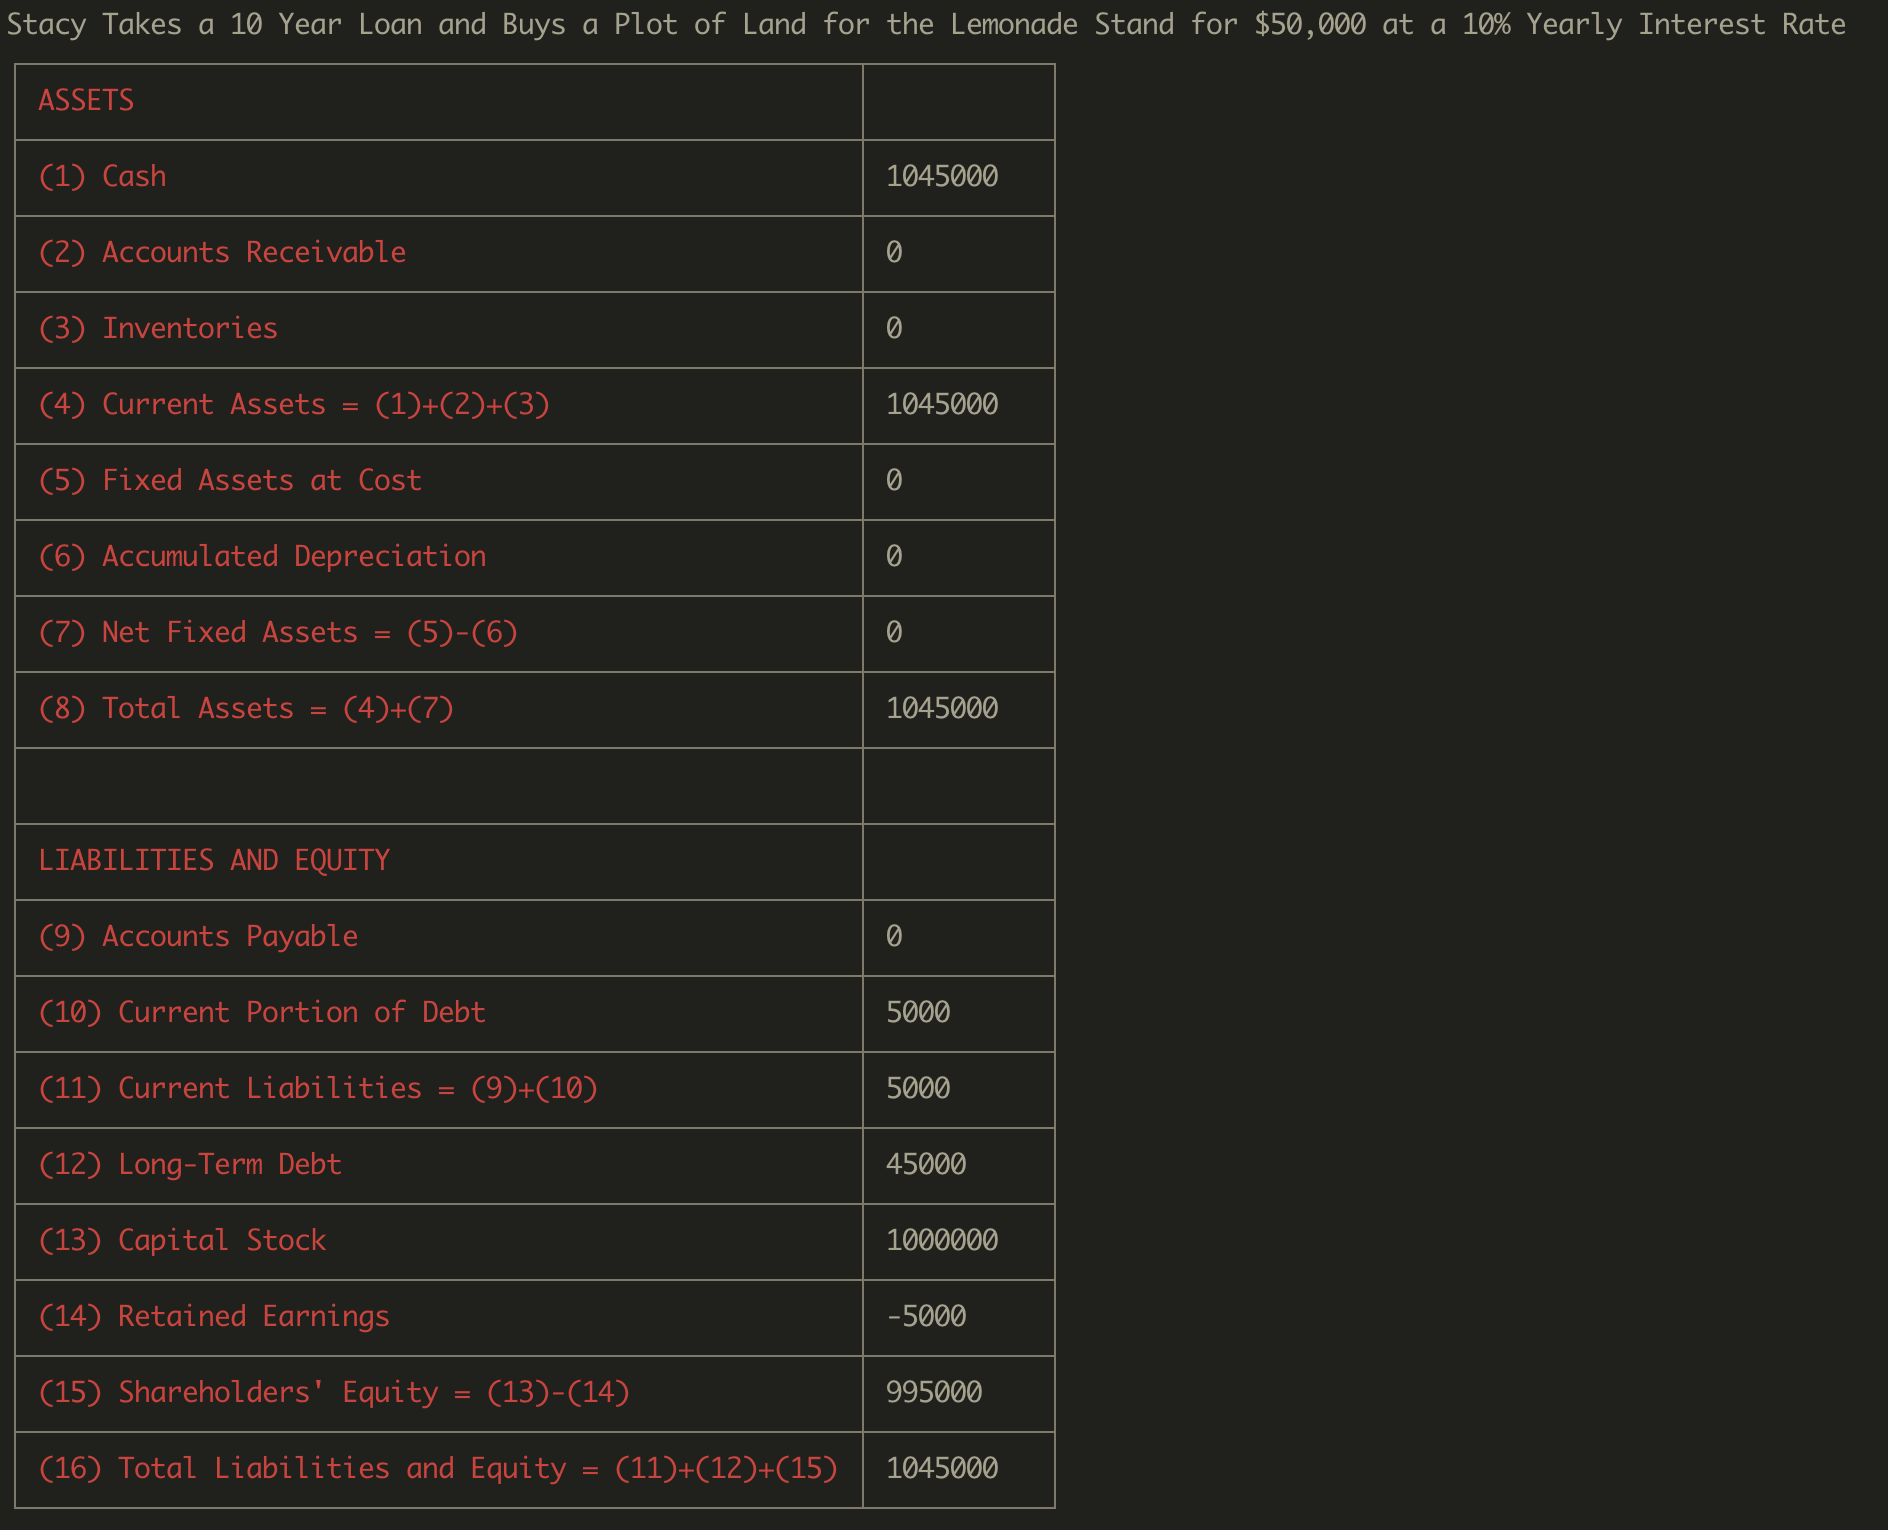 Stacy Takes a 10 Year Loan and Buys a Plot of Land for the Lemonade Stand for $50,000 at a 10% Yearly Interest Rate
ASSETS
(1) Cash 1045000
(2) Accounts Receivable 0
(3) Inventories 0
(4) Current Assets = (1)+(2)+(3) 1045000
(5) Fixed Assets at Cost 0
(6) Accumulated Depreciation 0
(7) Net Fixed Assets = (5)-(6) 0
(8) Total Assets = (4)+(7) 1045000
LIABILITIES AND EQUITY
(9) Accounts Payable 0
(10) Current Portion of Debt 5000
(11) Current Liabilities = (9)+(10) 5000
(12) Long-Term Debt 45000
(13) Capital Stock 1000000
(14) Retained Earnings -5000
(15) Shareholders' Equity = (13)-(14) 995000
(16) Total Liabilities and Equity = (11)+(12)+(15) 1045000